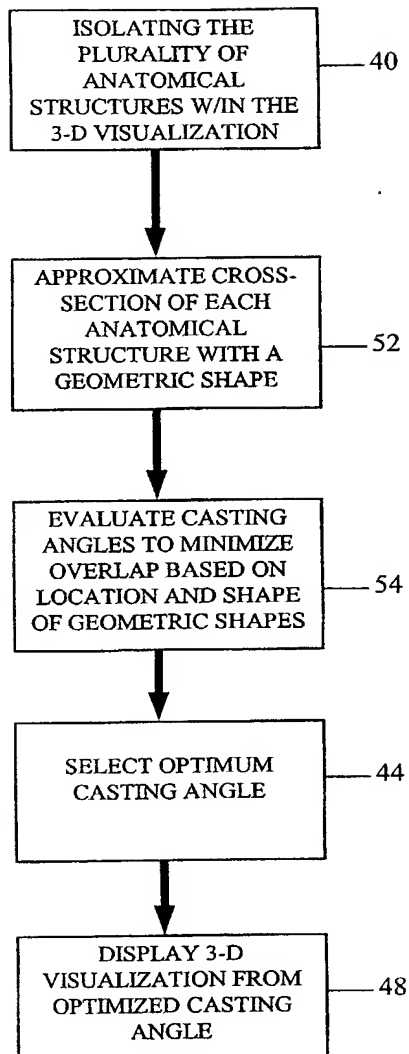 ISOLATING THE
PLURALITY OF
ANATOMICAL
STRUCTURES W/IN THE
3-D VISUALIZATION
40
APPROXIMATE CROSS-
SECTION OF EACH
ANATOMICAL
STRUCTURE WITH A
GEOMETRIC SHAPE
52
EVALUATE CASTING
ANGLES TO MINIMIZE
OVERLAP BASED ON
LOCATION AND SHAPE
OF GEOMETRIC SHAPES
54
SELECT OPTIMUM
CASTING ANGLE
44
DISPLAY 3-D
VISUALIZATION FROM
OPTIMIZED CASTING
ANGLE
48